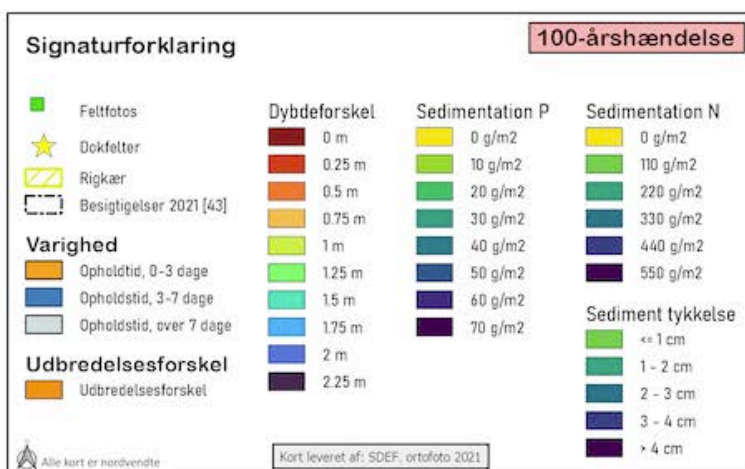 Signaturforklaring
100-årshændelse
Feltfotos
Dokfelter
Rigkær
Besigtigelser 2021 [43]
Varighed
Opholdtid, 0-3 dage
Opholdstid, 3-7 dage
Opholdstid, over 7 dage
Udbredelsesforskel
Udbredelsesforskel
Dybdeforskel
0 m
0.25 m
0.5 m
0.75 m
1 m
1.25 m
1.5 m
1.75 m
2 m
2.25 m
Sedimentation P
0 g/m2
10 g/m2
20 g/m2
30 g/m2
40 g/m2
50 g/m2
60 g/m2
70 g/m2
Sedimentation N
0 g/m2
110 g/m2
220 g/m2
330 g/m2
440 g/m2
550 g/m2
Sediment tykkelse
<= 1 cm
1 - 2 cm
2 - 3 cm
3 - 4 cm
> 4 cm
Alle kort er nordvendte
Kort leveret af: SDEF, ortofoto 2021